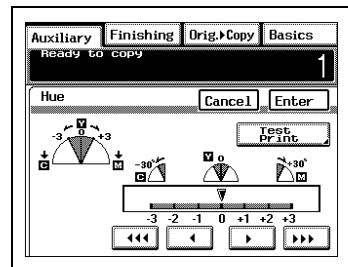 Auxiliary Finishing Orig.▸Copy Basics
Ready to copy
1
Hue Cancel Enter
Y
-3 0 +3
C M
Test
Print
-30° Y 0 +30°
C M
-3 -2 -1 0 +1 +2 +3